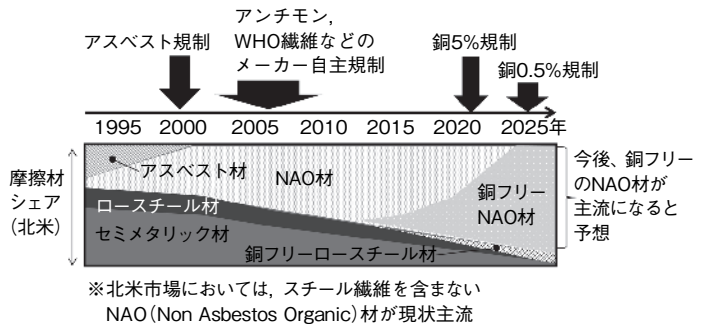 アンチモン,
WHO繊維などの
メーカー自主規制
アスベスト規制
銅5%規制
銅0.5%規制
1995 2000 2005 2010 2015 2020 2025年
摩擦材
シェア
(北米)
アスベスト材
NAO材
ロースチール材
セミメタリック材
銅フリー
NAO材
銅フリーロースチール材
今後、銅フリー
のNAO材が
主流になると
予想
※北米市場においては, スチール繊維を含まない
NAO(Non Asbestos Organic)材が現状主流